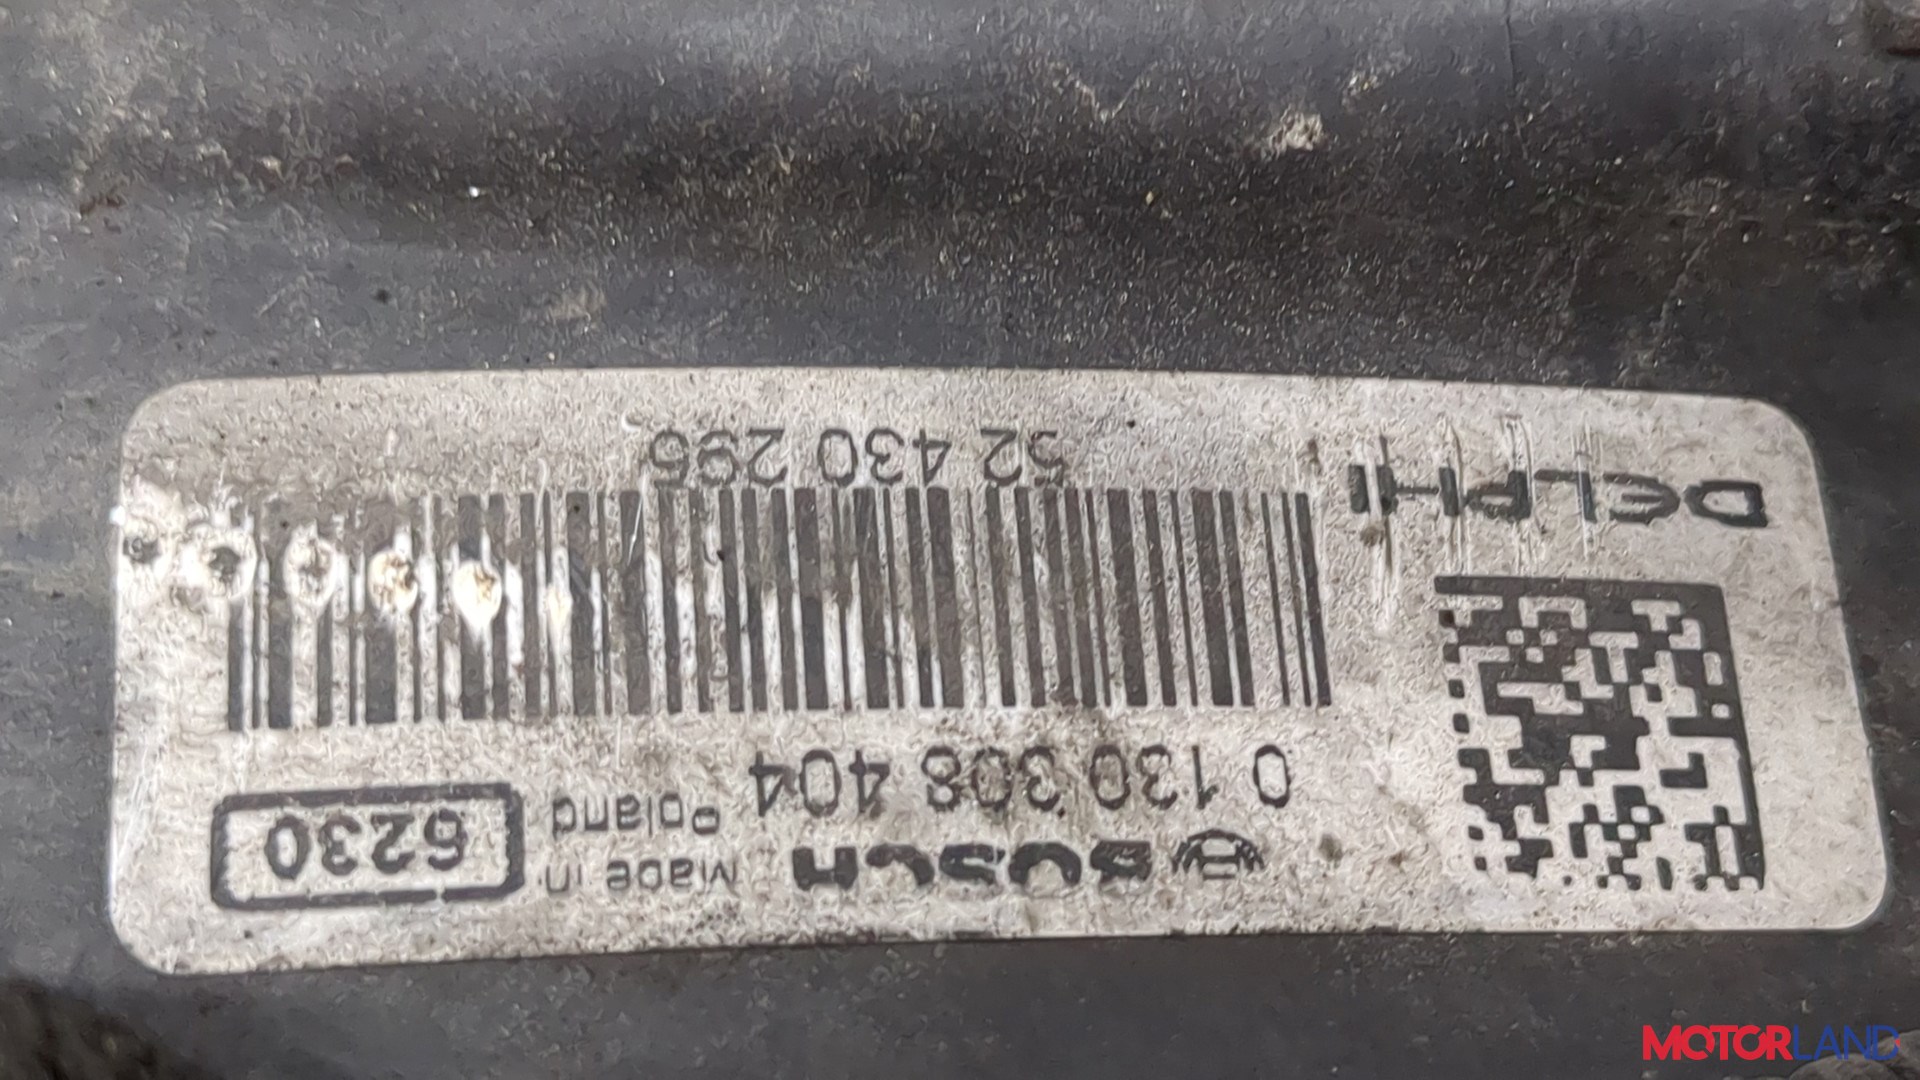 BOSCH
Made in
Poland
6230
0 130 308 404
52 430 295
DELPHI
MOTORLAND